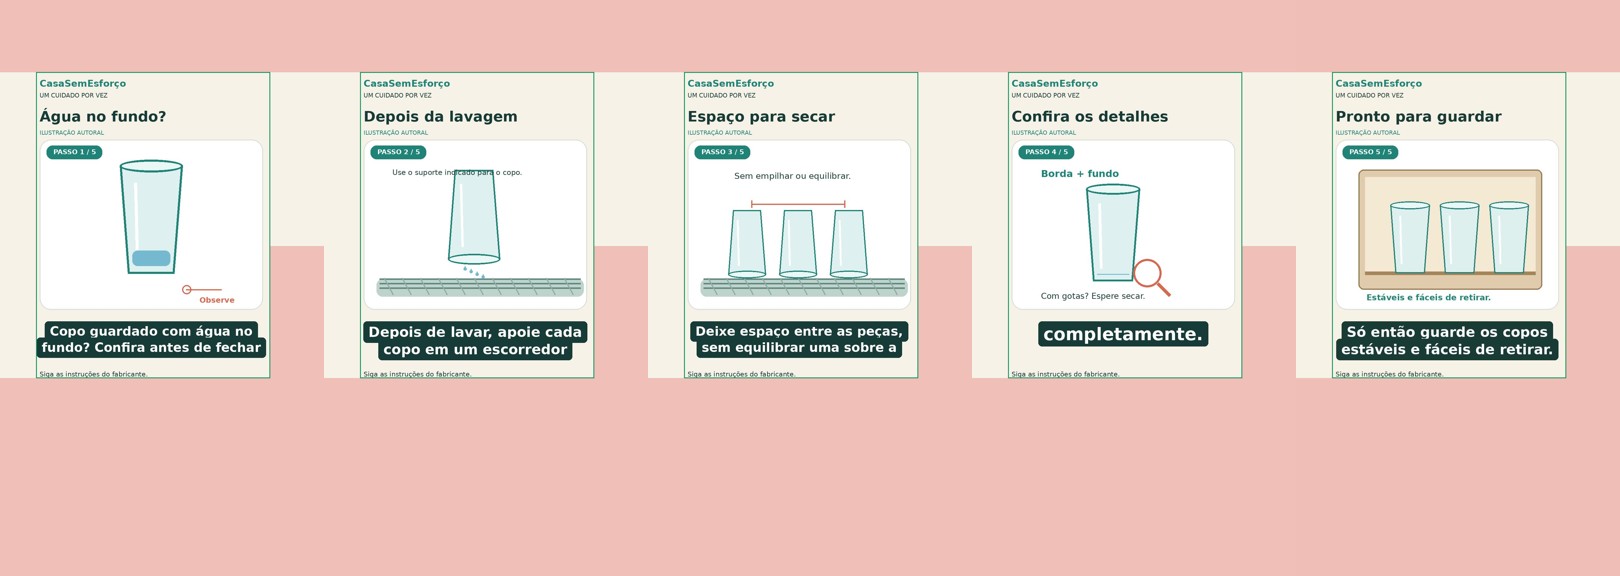 CasaSemEsforço
UM CUIDADO POR VEZ
Água no fundo?
ILUSTRAÇÃO AUTORAL
PASSO 1 / 5
Observe
Copo guardado com água no
fundo? Confira antes de fechar
Siga as instruções do fabricante.
CasaSemEsforço
UM CUIDADO POR VEZ
Depois da lavagem
ILUSTRAÇÃO AUTORAL
PASSO 2 / 5
Use o suporte indicado para o copo.
Depois de lavar, apoie cada
copo em um escorredor
Siga as instruções do fabricante.
CasaSemEsforço
UM CUIDADO POR VEZ
Espaço para secar
ILUSTRAÇÃO AUTORAL
PASSO 3 / 5
Sem empilhar ou equilibrar.
Deixe espaço entre as peças,
sem equilibrar uma sobre a
Siga as instruções do fabricante.
CasaSemEsforço
UM CUIDADO POR VEZ
Confira os detalhes
ILUSTRAÇÃO AUTORAL
PASSO 4 / 5
Borda + fundo
Com gotas? Espere secar.
completamente.
Siga as instruções do fabricante.
CasaSemEsforço
UM CUIDADO POR VEZ
Pronto para guardar
ILUSTRAÇÃO AUTORAL
PASSO 5 / 5
Estáveis e fáceis de retirar.
Só então guarde os copos
estáveis e fáceis de retirar.
Siga as instruções do fabricante.